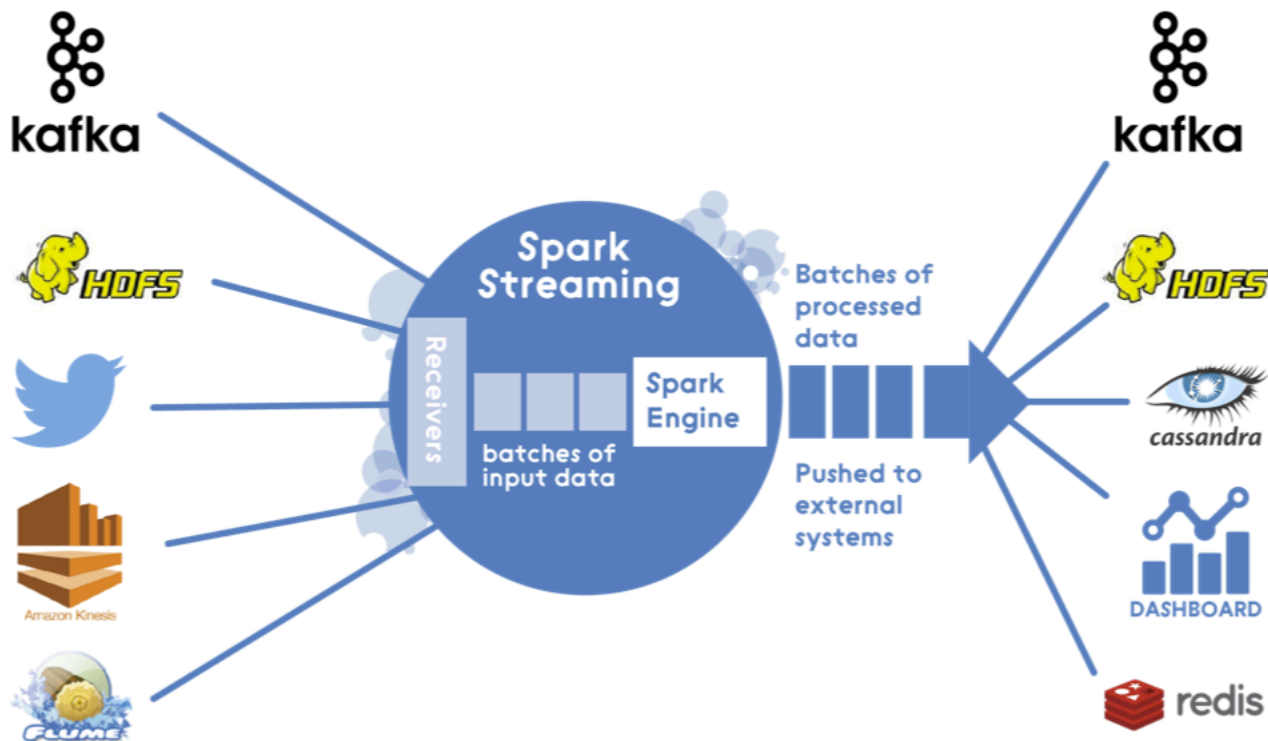 kafka
HDFS
Amazon Kinesis
FLUME
Spark
Streaming
Receivers
batches of
input data
Spark
Engine
Batches of
processed
data
Pushed to
external
systems
kafka
HDFS
cassandra
DASHBOARD
redis